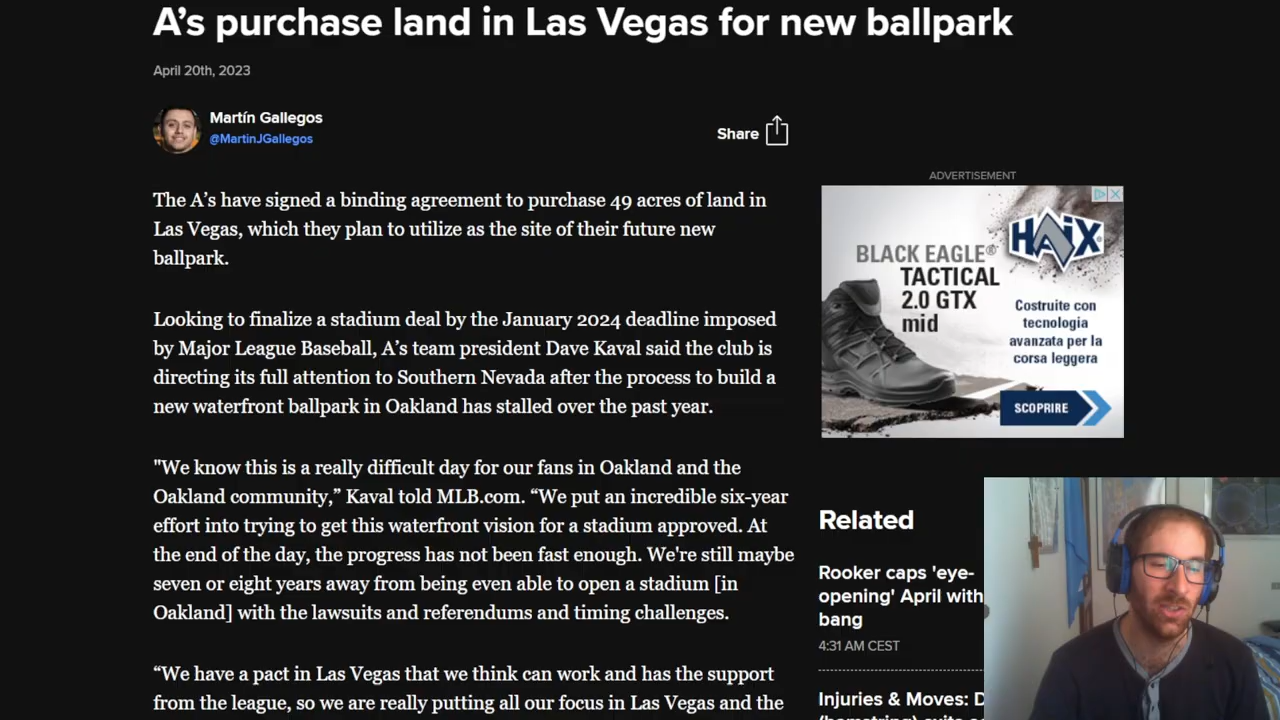 A's purchase land in Las Vegas for new ballpark
April 20th, 2023
Martín Gallegos
@MartinJGallegos
Share
The A's have signed a binding agreement to purchase 49 acres of land in
Las Vegas, which they plan to utilize as the site of their future new
ballpark.
Looking to finalize a stadium deal by the January 2024 deadline imposed
by Major League Baseball, A's team president Dave Kaval said the club is
directing its full attention to Southern Nevada after the process to build a
new waterfront ballpark in Oakland has stalled over the past year.
"We know this is a really difficult day for our fans in Oakland and the
Oakland community,” Kaval told MLB.com. “We put an incredible six-year
effort into trying to get this waterfront vision for a stadium approved. At
the end of the day, the progress has not been fast enough. We're still maybe
seven or eight years away from being even able to open a stadium [in
Oakland] with the lawsuits and referendums and timing challenges.
“We have a pact in Las Vegas that we think can work and has the support
from the league, so we are really putting all our focus in Las Vegas and the
ADVERTISEMENT
HAIX®
BLACK EAGLE®
TACTICAL
2.0 GTX
mid
Costruite con
tecnologia
avanzata per la
corsa leggera
SCOPRIRE
Related
Rooker caps 'eye-
opening' April with
bang
4:31 AM CEST
Injuries & Moves: D